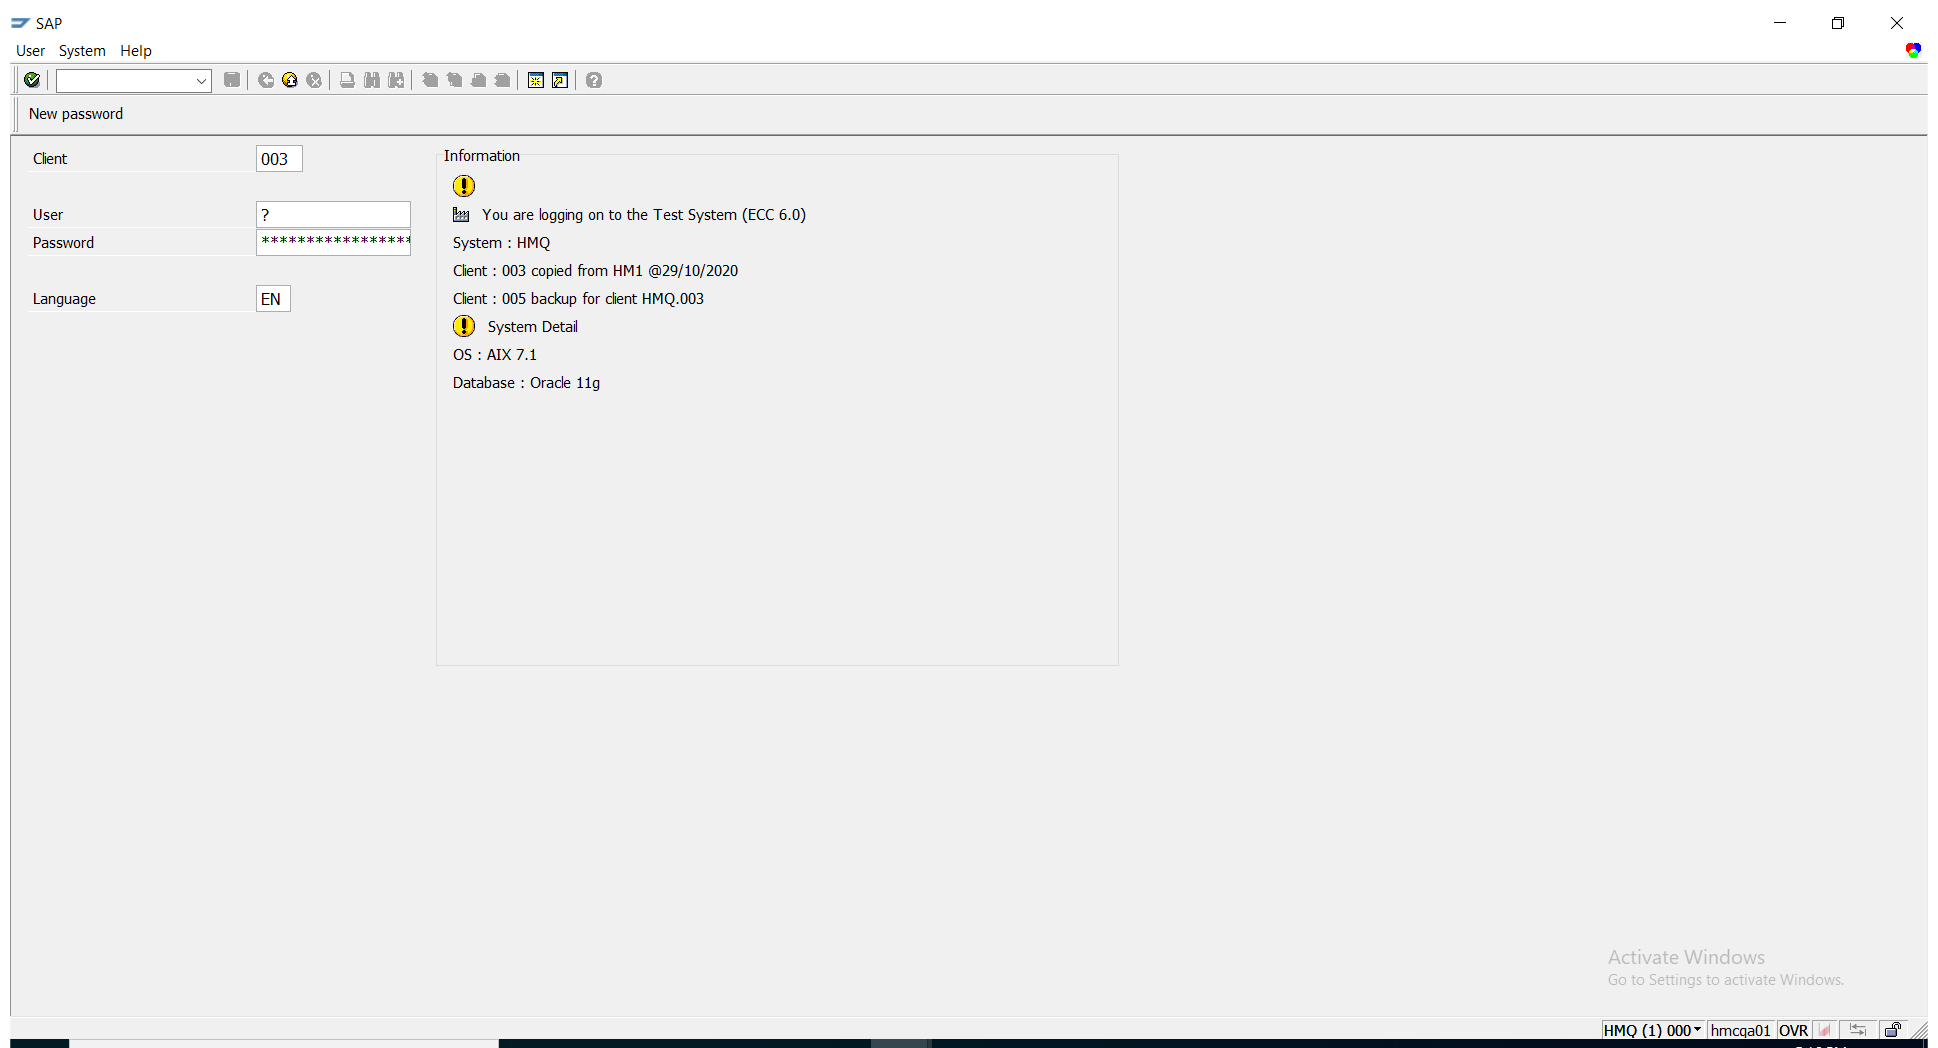 SAP
User System Help
New password
Client 003
User ?
Password *****************
Language EN
Information
You are logging on to the Test System (ECC 6.0)
System : HMQ
Client : 003 copied from HM1 @29/10/2020
Client : 005 backup for client HMQ.003
System Detail
OS : AIX 7.1
Database : Oracle 11g
Activate Windows
Go to Settings to activate Windows.
HMQ (1) 000 hmcqa01 OVR